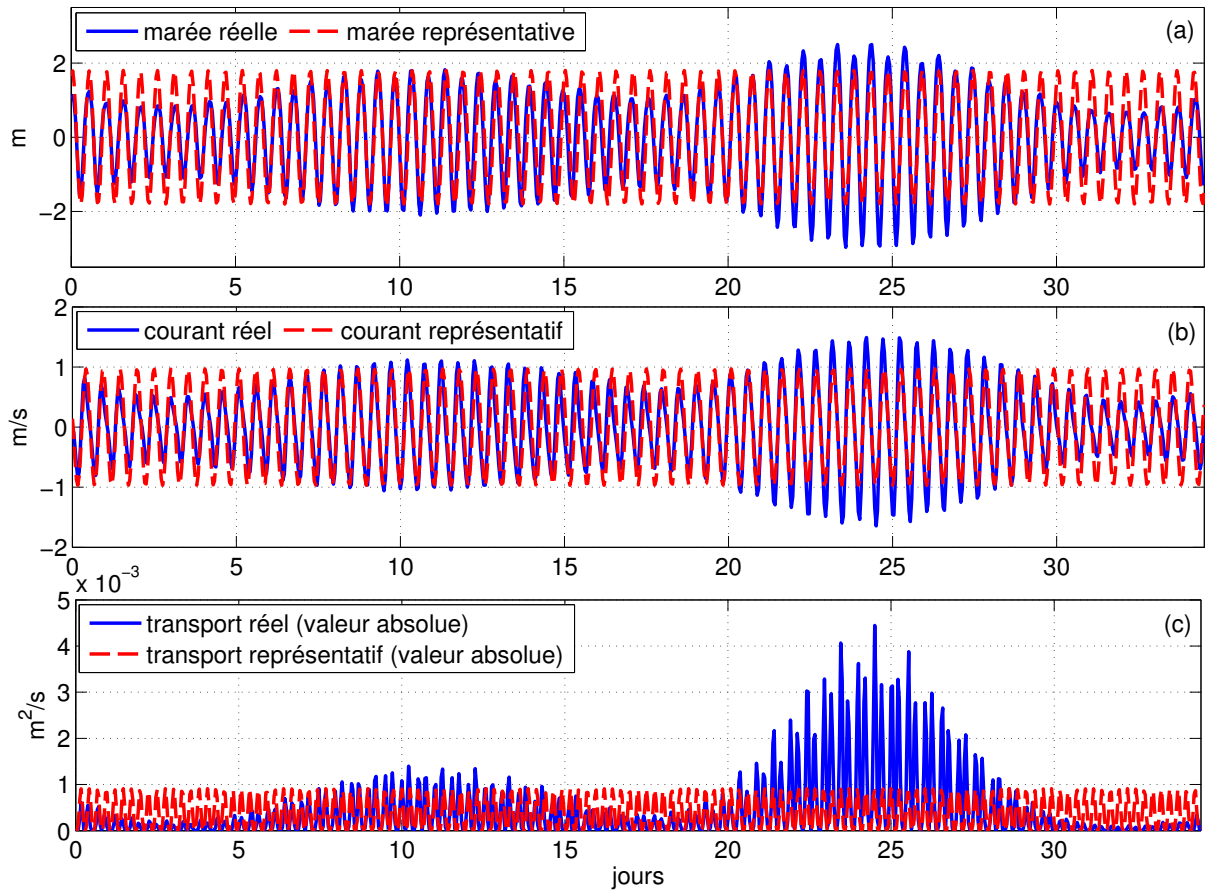 (a)
marée réelle marée représentative
2
0
−2
m
0 5 10 15 20 25 30
(b)
courant réel courant représentatif
2
1
0
−1
−2
m/s
0 5 10 15 20 25 30
x 10−3
(c)
transport réel (valeur absolue)
transport représentatif (valeur absolue)
5
4
3
2
1
0
m2/s
0 5 10 15 20 25 30
jours